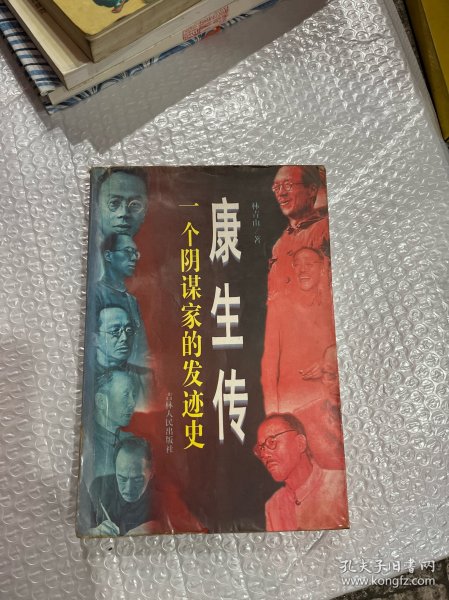 康生传
林青山 著
一个阴谋家的发迹史
吉林人民出版社
孔夫子旧书网
www.kongfz.com